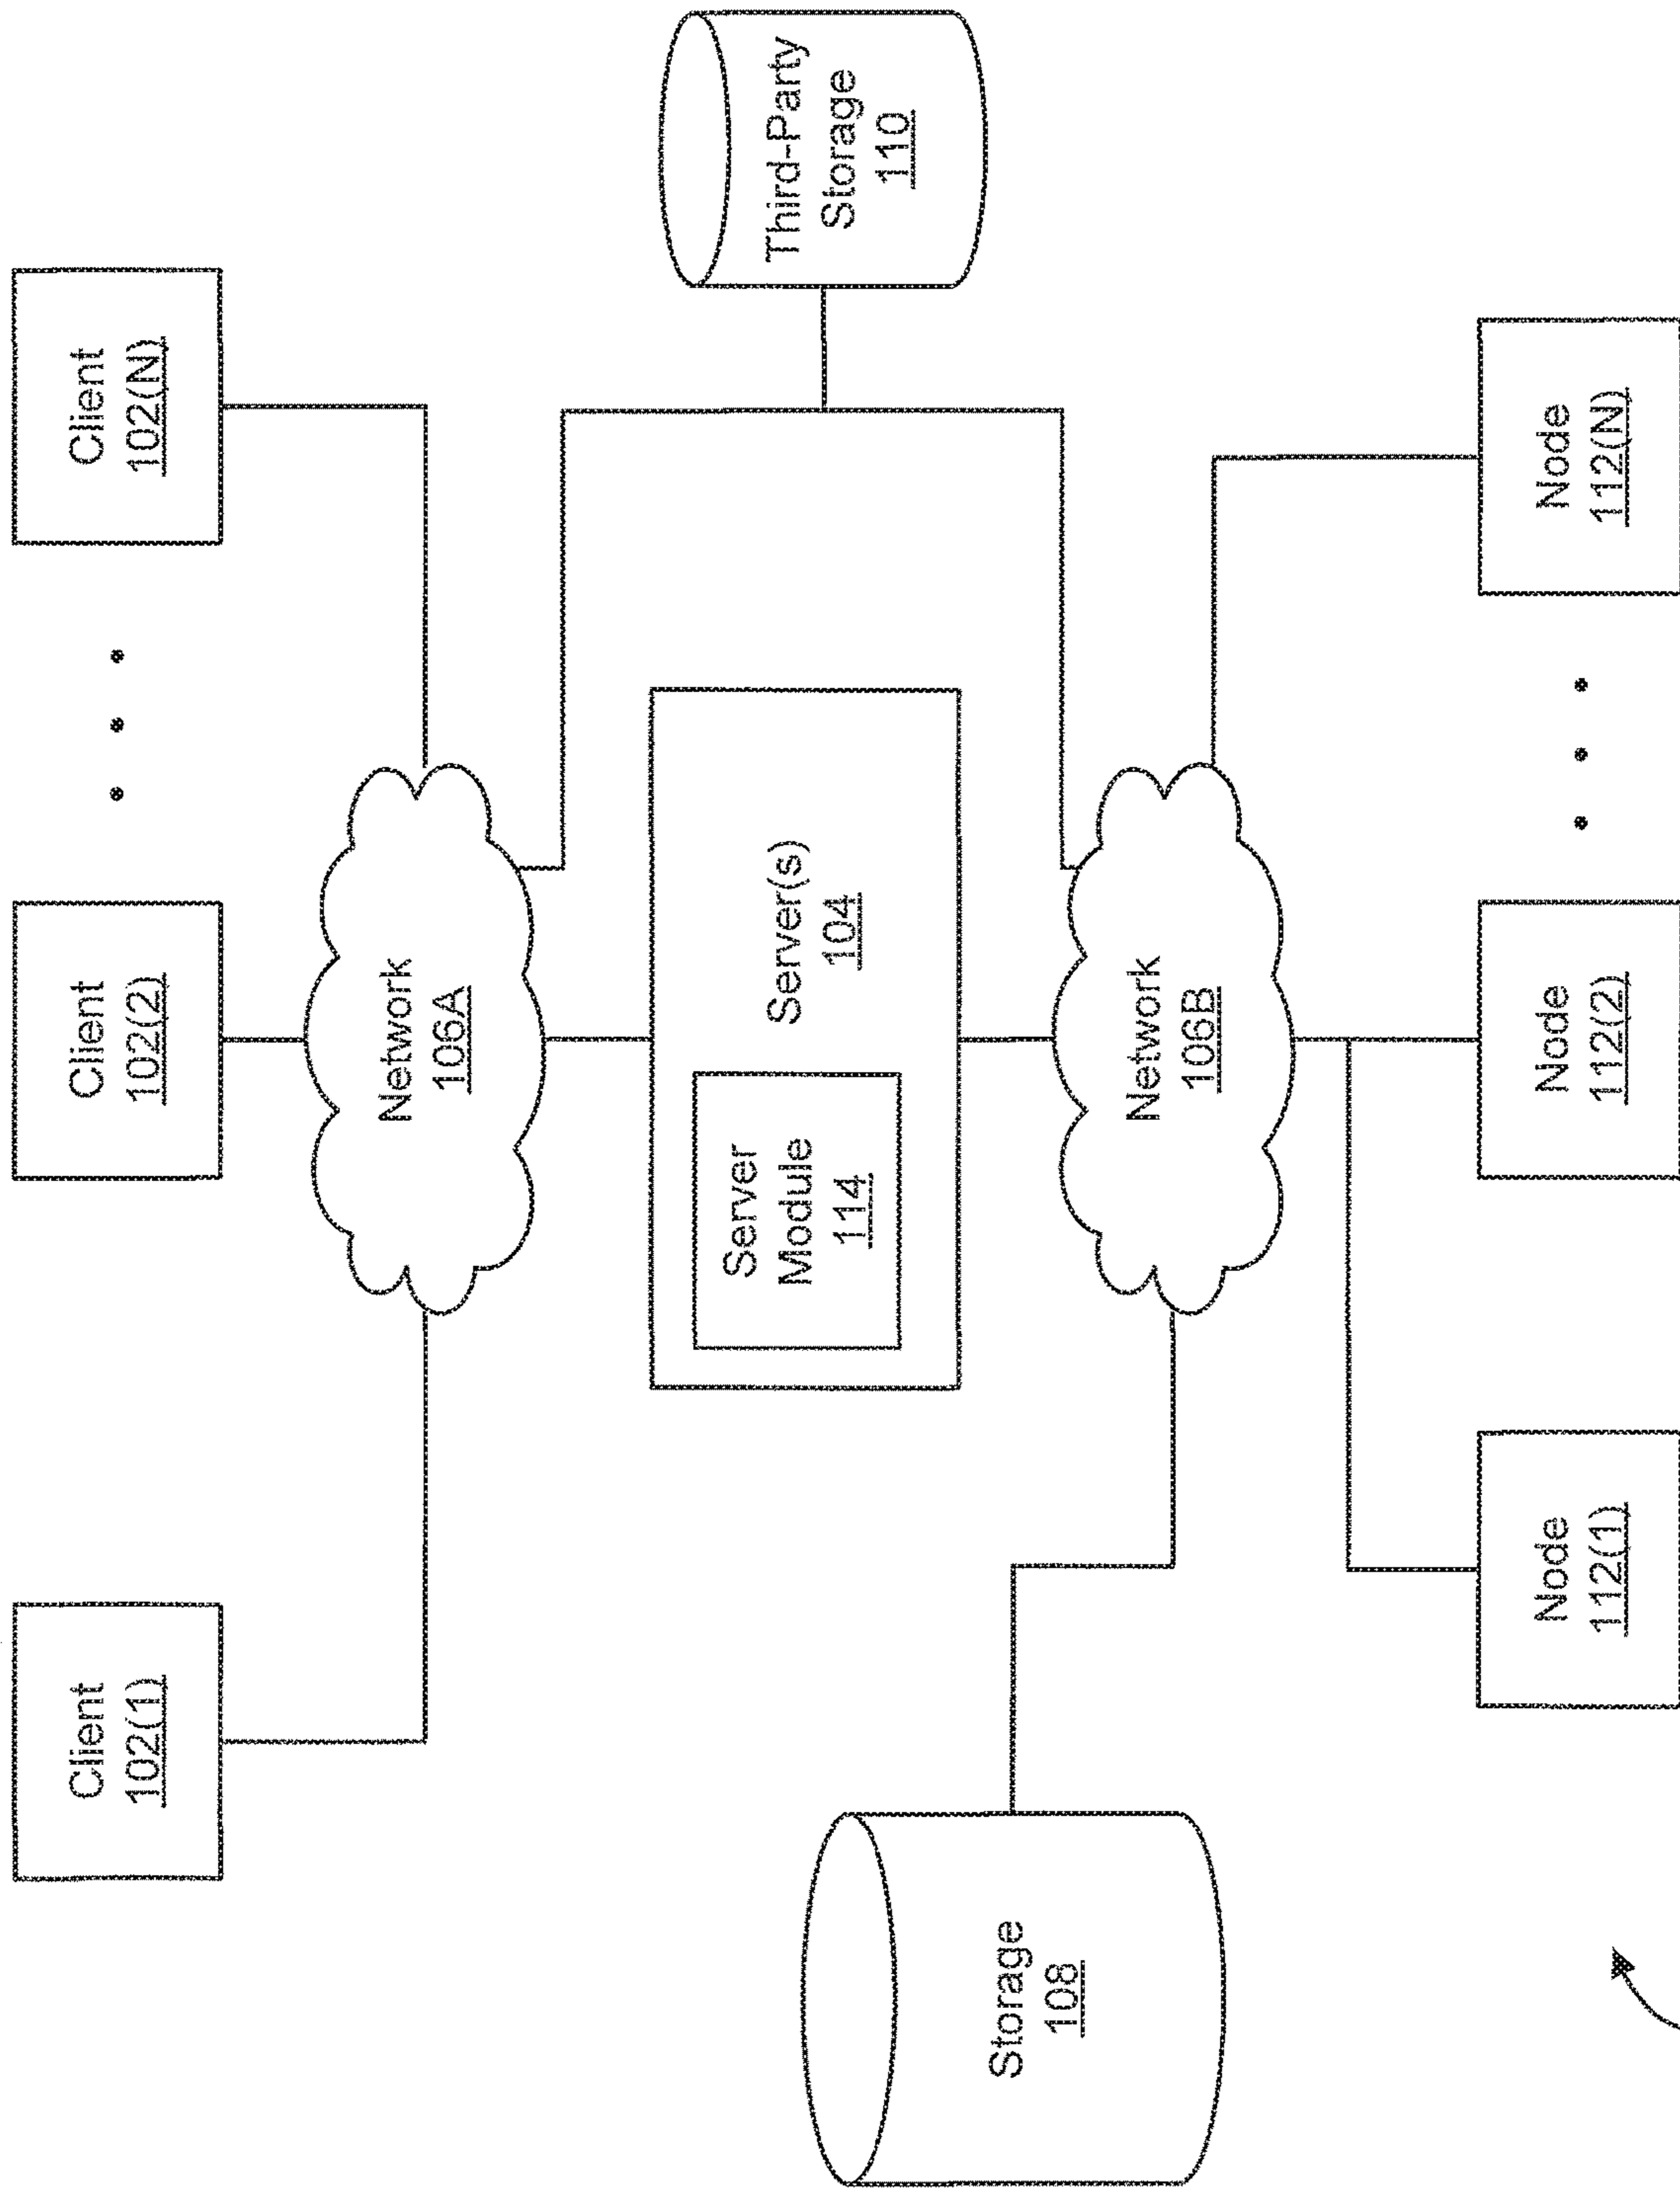 Client
102(1)
Client
102(2)
Client
102(N)
Network
106A
Server
Module
114
Server(s)
104
Third-Party
Storage
110
Storage
108
Network
106B
Node
112(1)
Node
112(2)
Node
112(N)